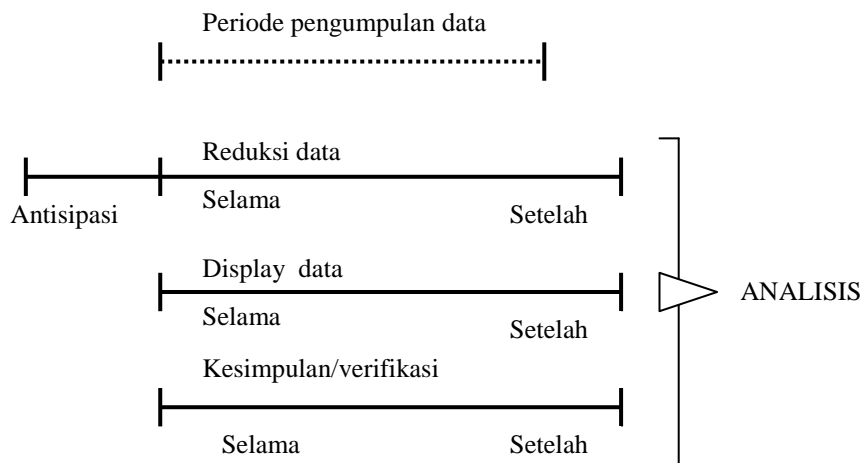 Periode pengumpulan data
Reduksi data
Antisipasi
Selama
Setelah
Display data
Selama
Setelah
ANALISIS
Kesimpulan/verifikasi
Selama
Setelah